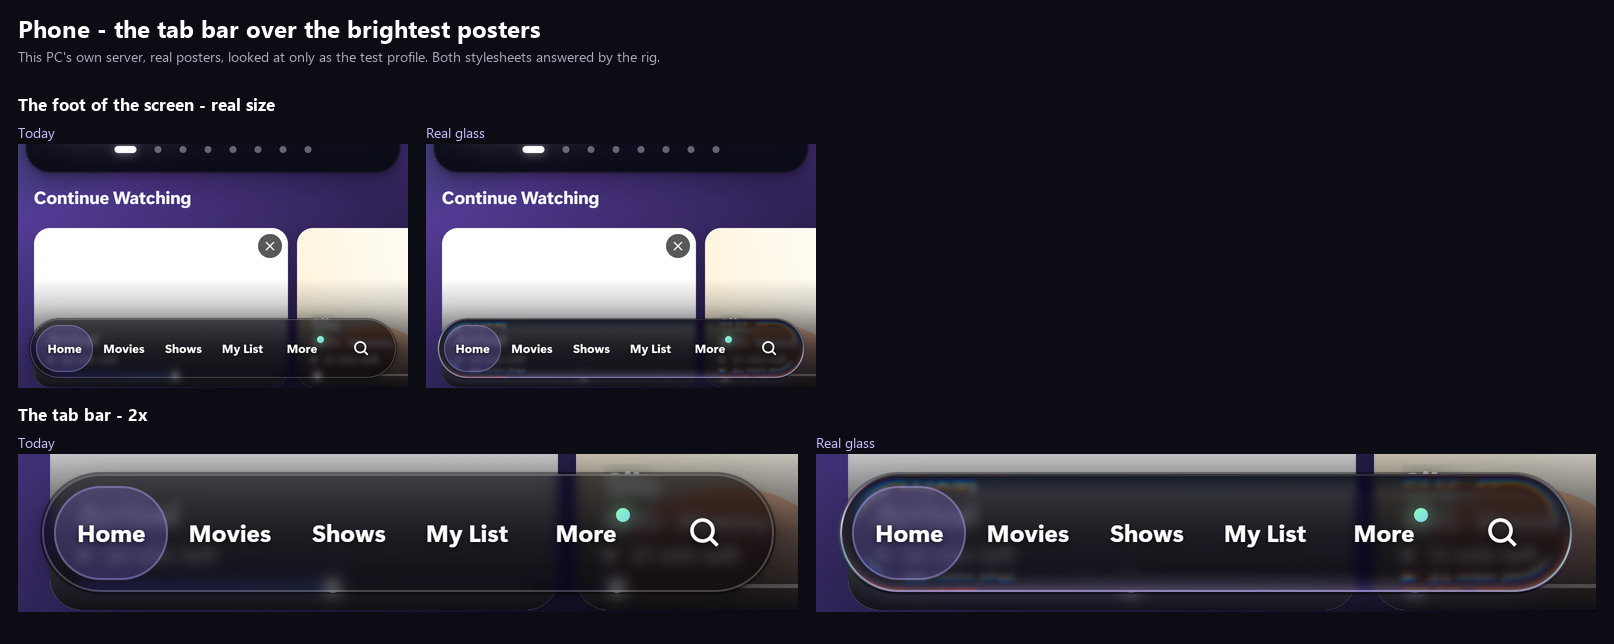 Phone - the tab bar over the brightest posters
This PC's own server, real posters, looked at only as the test profile. Both stylesheets answered by the rig.
The foot of the screen - real size
Today
Real glass
Continue Watching
Continue Watching
Home Movies Shows My List More
Home Movies Shows My List More
The tab bar - 2x
Today
Real glass
Home Movies Shows My List More
Home Movies Shows My List More